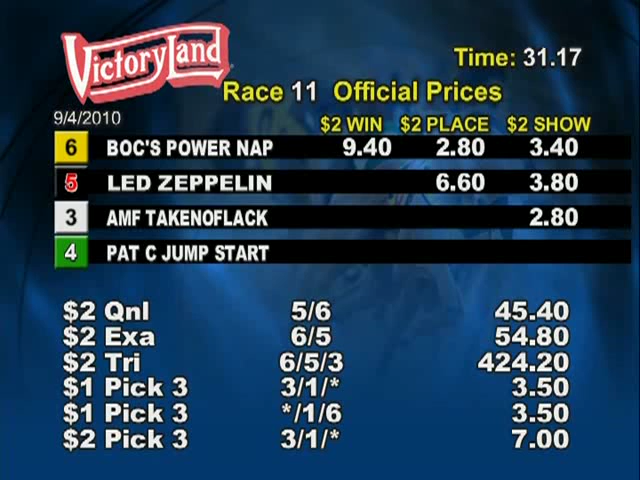 VictoryLand
Time: 31.17
Race 11 Official Prices
9/4/2010
$2 WIN $2 PLACE $2 SHOW
6 BOC'S POWER NAP 9.40 2.80 3.40
5 LED ZEPPELIN 6.60 3.80
3 AMF TAKENOFLACK 2.80
4 PAT C JUMP START
$2 Qnl 5/6 45.40
$2 Exa 6/5 54.80
$2 Tri 6/5/3 424.20
$1 Pick 3 3/1/* 3.50
$1 Pick 3 */1/6 3.50
$2 Pick 3 3/1/* 7.00